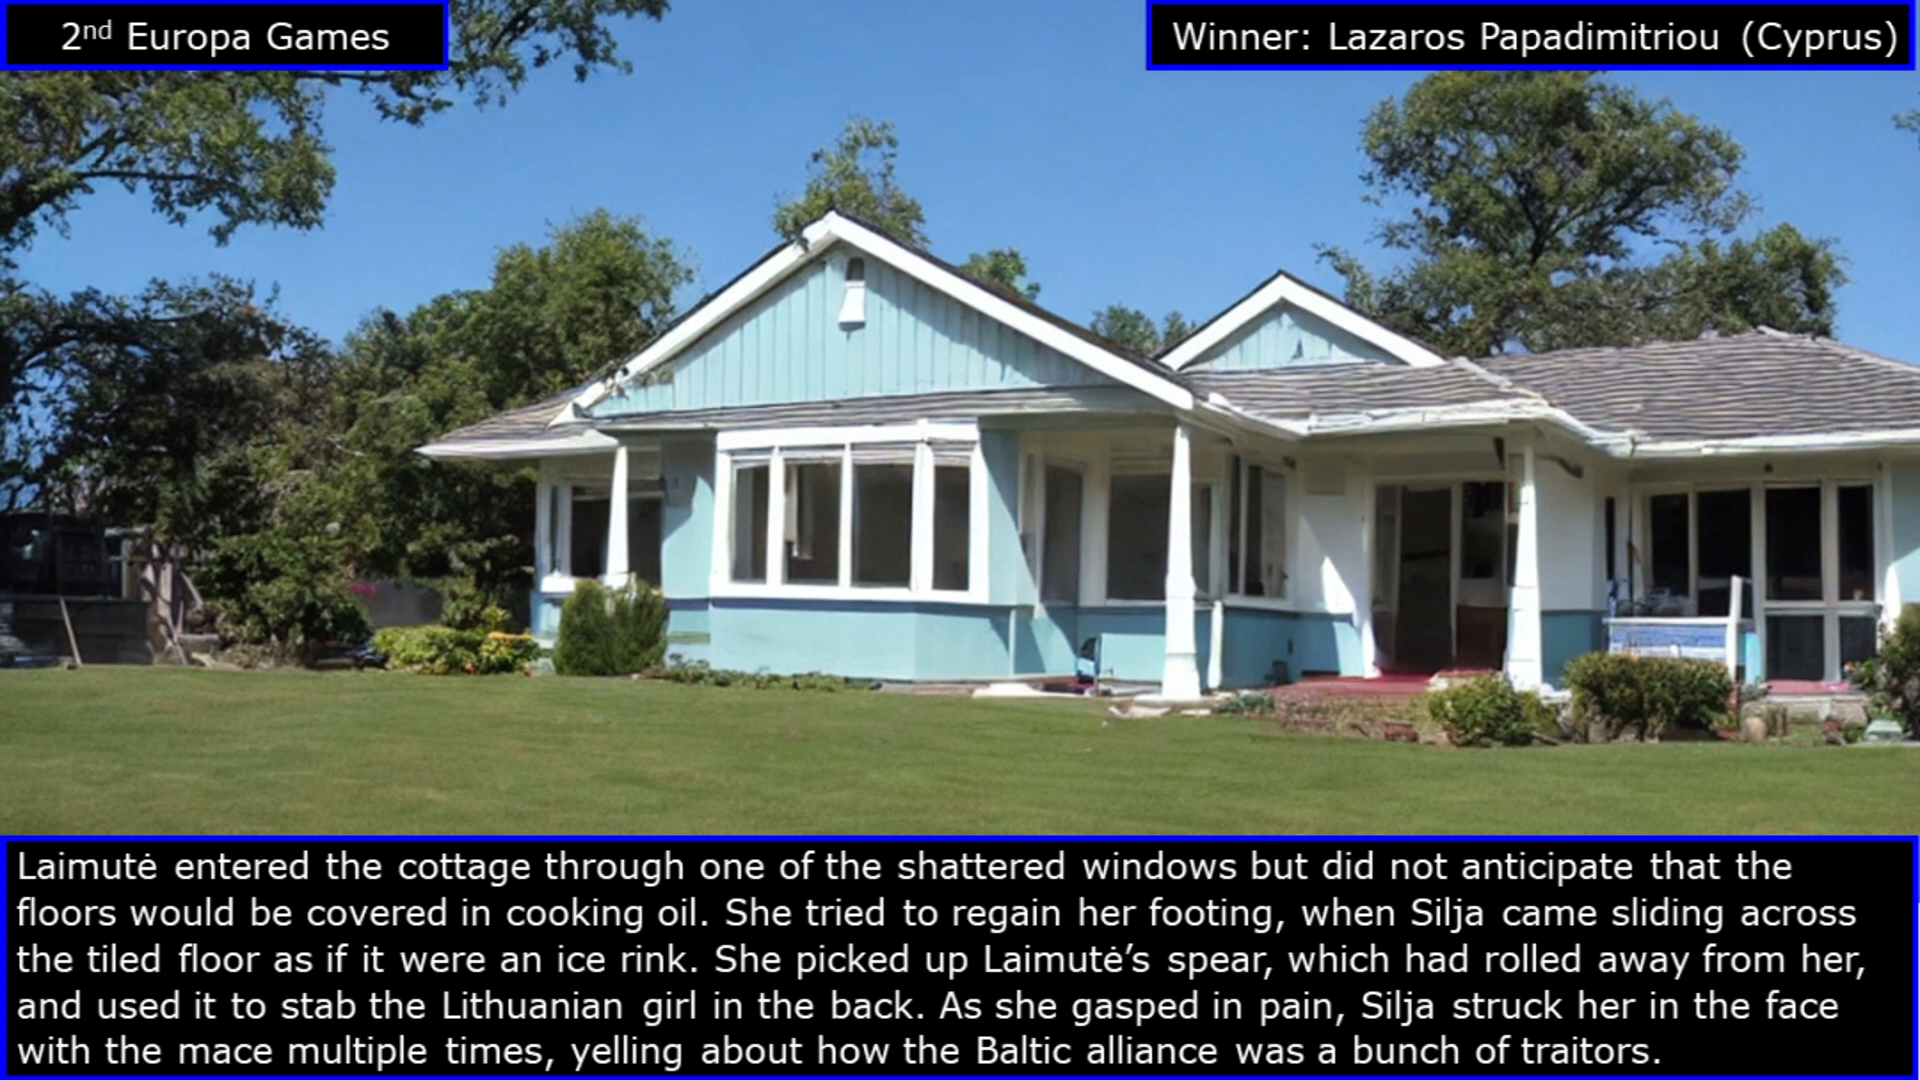 2nd Europa Games
Winner: Lazaros Papadimitriou (Cyprus)
Laimutė entered the cottage through one of the shattered windows but did not anticipate that the
floors would be covered in cooking oil. She tried to regain her footing, when Silja came sliding across
the tiled floor as if it were an ice rink. She picked up Laimutė’s spear, which had rolled away from her,
and used it to stab the Lithuanian girl in the back. As she gasped in pain, Silja struck her in the face
with the mace multiple times, yelling about how the Baltic alliance was a bunch of traitors.